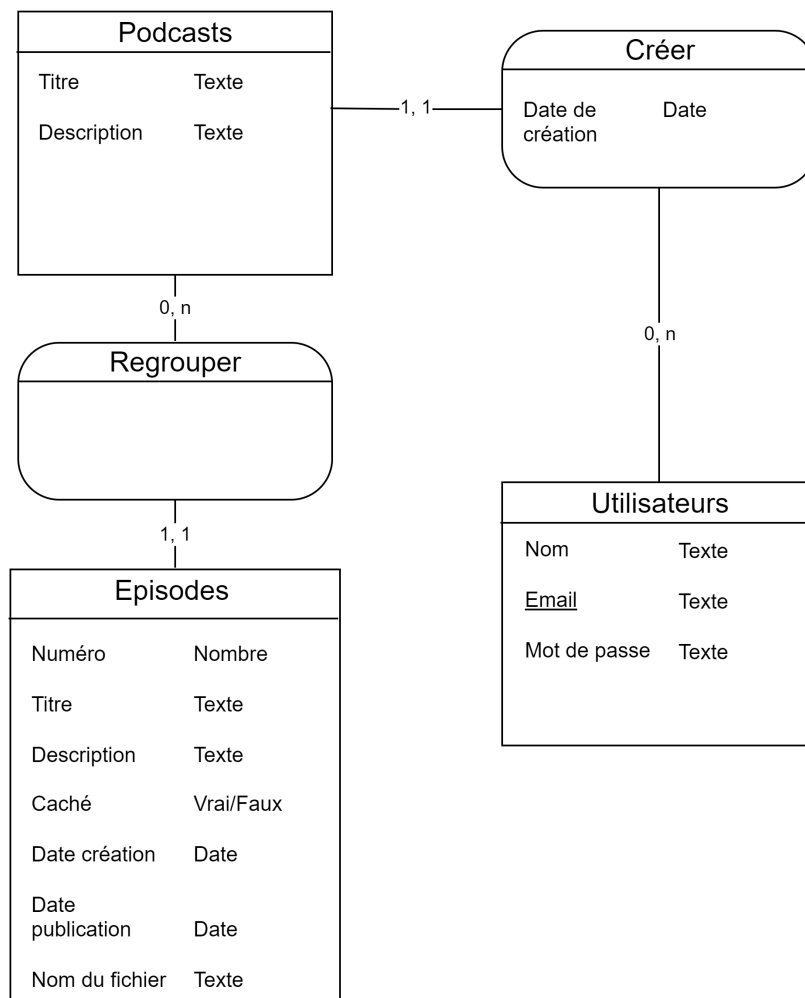 Podcasts
Titre Texte
Description Texte
1, 1
Créer
Date de Date
création
0, n
Regrouper
1, 1
0, n
Episodes
Numéro Nombre
Titre Texte
Description Texte
Caché Vrai/Faux
Date création Date
Date
publication Date
Nom du fichier Texte
Utilisateurs
Nom Texte
Email Texte
Mot de passe Texte